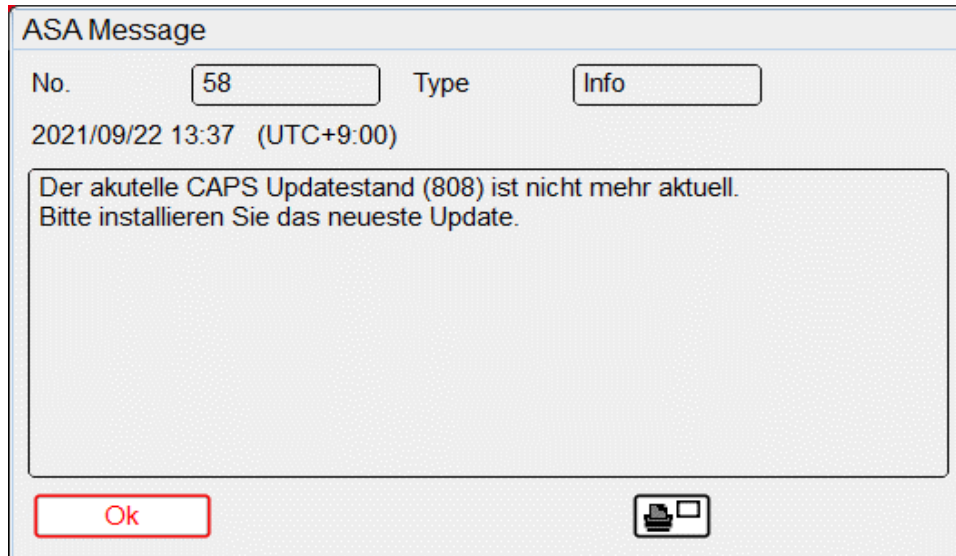 ASA Message
No. 58 Type Info
2021/09/22 13:37 (UTC+9:00)
Der akutelle CAPS Updatestand (808) ist nicht mehr aktuell.
Bitte installieren Sie das neueste Update.
Ok